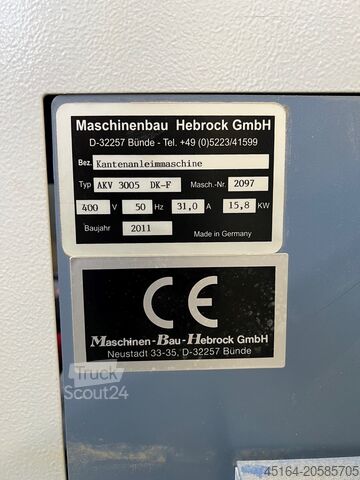 Maschinenbau Hebrock GmbH
D-32257 Bünde - Tel. +49 (0)5223/41599
Bez. Kantenanleimmaschine
Typ AKV 3005 DK-F Masch.-Nr. 2097
400 V 50 Hz 31,0 A 15,8 KW
Baujahr 2011 Made in Germany
CE
Maschinen-Bau-Hebrock GmbH
Neustadt 33-35, D-32257 Bünde
Truck
Scout24
45164-20585705